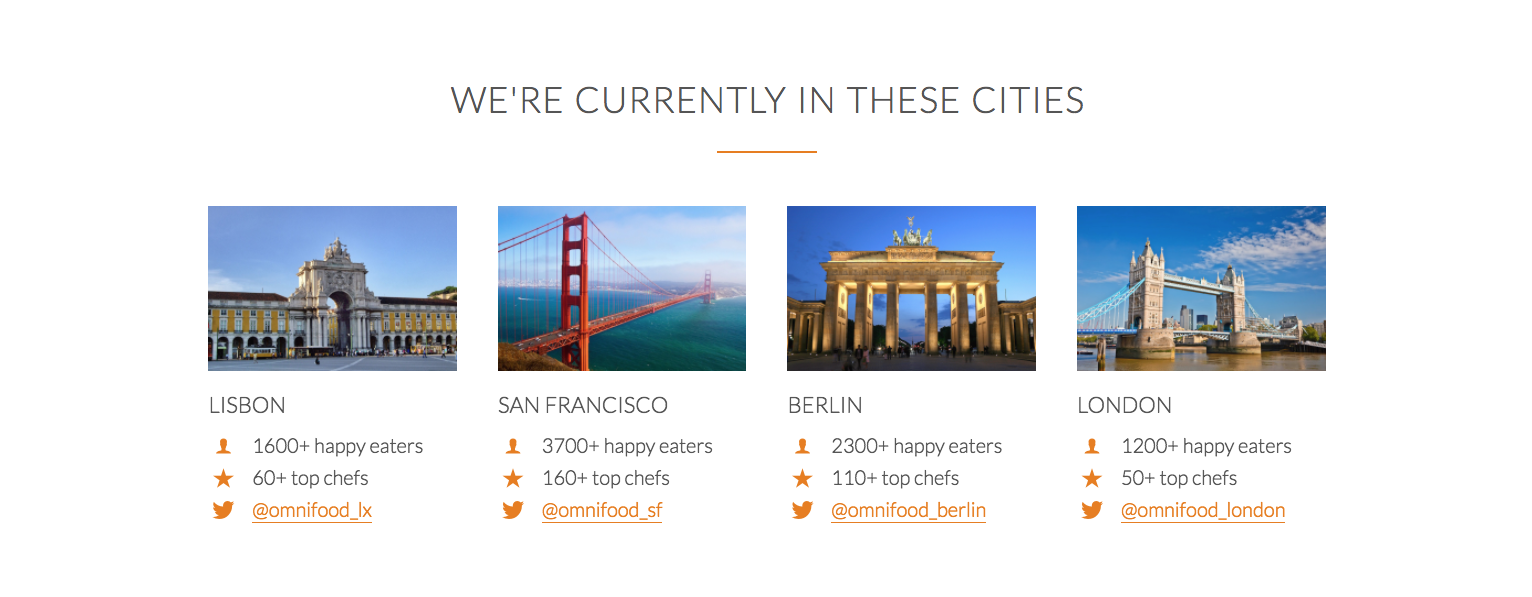 WE'RE CURRENTLY IN THESE CITIES
LISBON
1600+ happy eaters
60+ top chefs
@omnifood_lx
SAN FRANCISCO
3700+ happy eaters
160+ top chefs
@omnifood_sf
BERLIN
2300+ happy eaters
110+ top chefs
@omnifood_berlin
LONDON
1200+ happy eaters
50+ top chefs
@omnifood_london